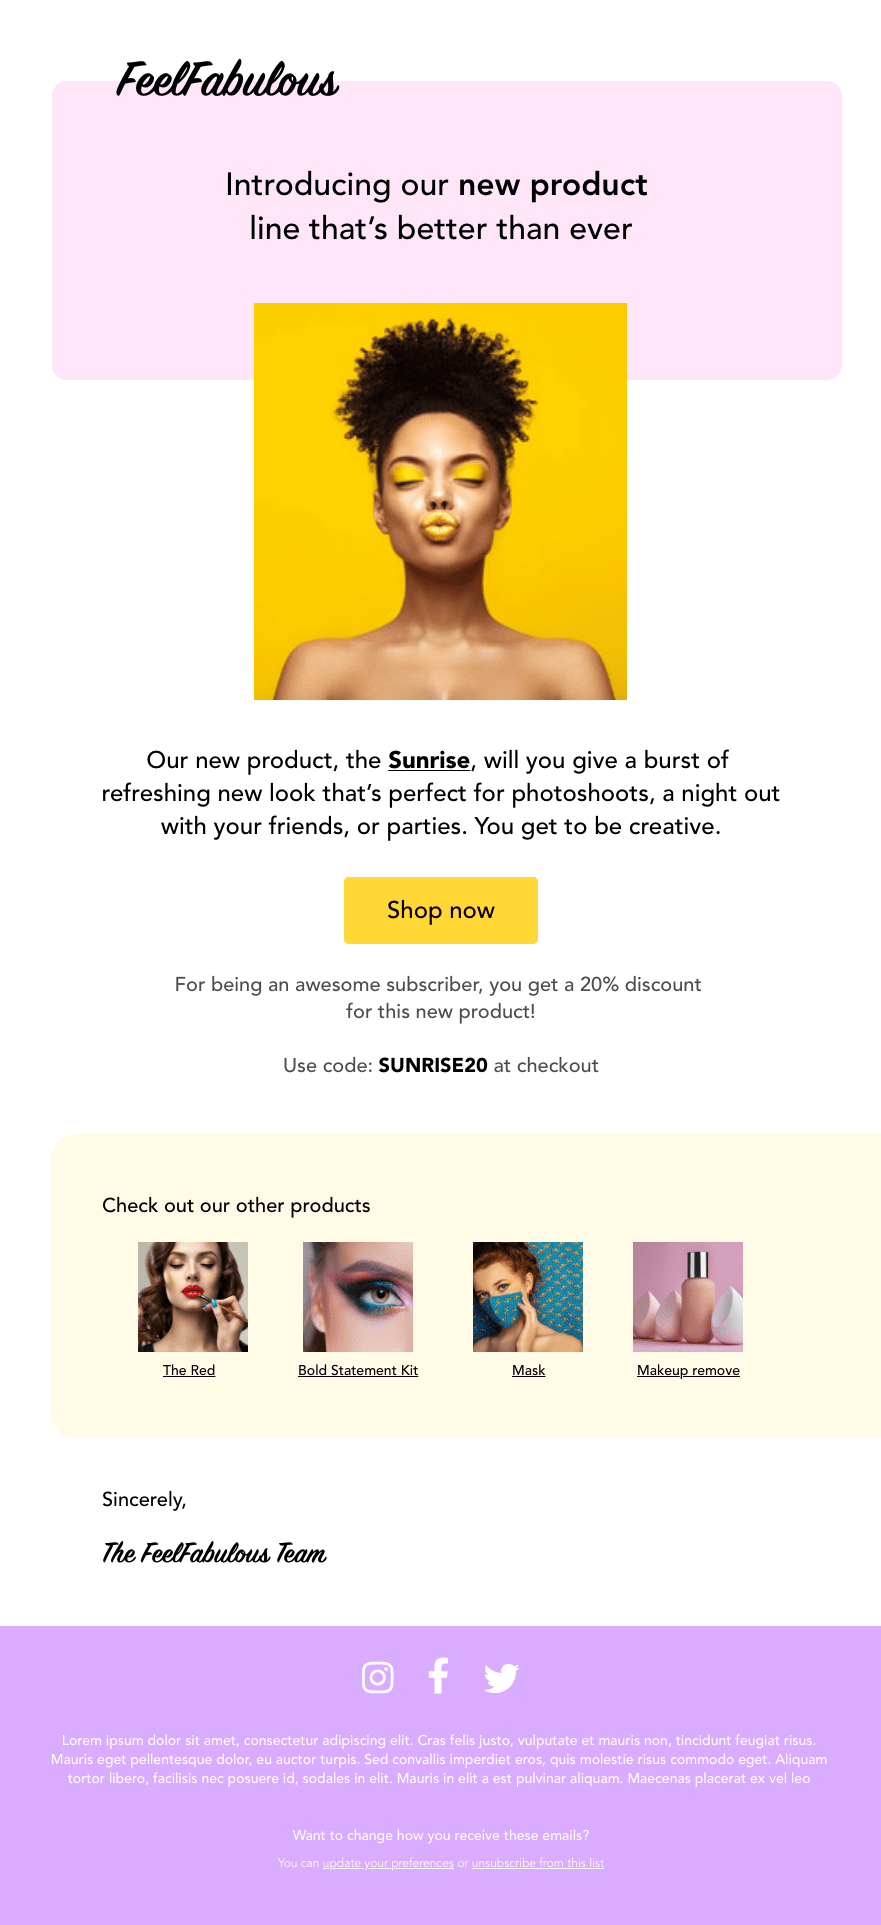 FeelFabulous
Introducing our new product
line that’s better than ever
Our new product, the Sunrise, will you give a burst of
refreshing new look that’s perfect for photoshoots, a night out
with your friends, or parties. You get to be creative.
Shop now
For being an awesome subscriber, you get a 20% discount
for this new product!
Use code: SUNRISE20 at checkout
Check out our other products
The Red
Bold Statement Kit
Mask
Makeup remove
Sincerely,
The FeelFabulous Team
Lorem ipsum dolor sit amet, consectetur adipiscing elit. Cras felis justo, vulputate et mauris non, tincidunt feugiat risus.
Mauris eget pellentesque dolor, eu auctor turpis. Sed convallis imperdiet eros, quis molestie risus commodo eget. Aliquam
tortor libero, facilisis nec posuere id, sodales in elit. Mauris in elit a est pulvinar aliquam. Maecenas placerat ex vel leo
Want to change how you receive these emails?
You can update your preferences or unsubscribe from this list